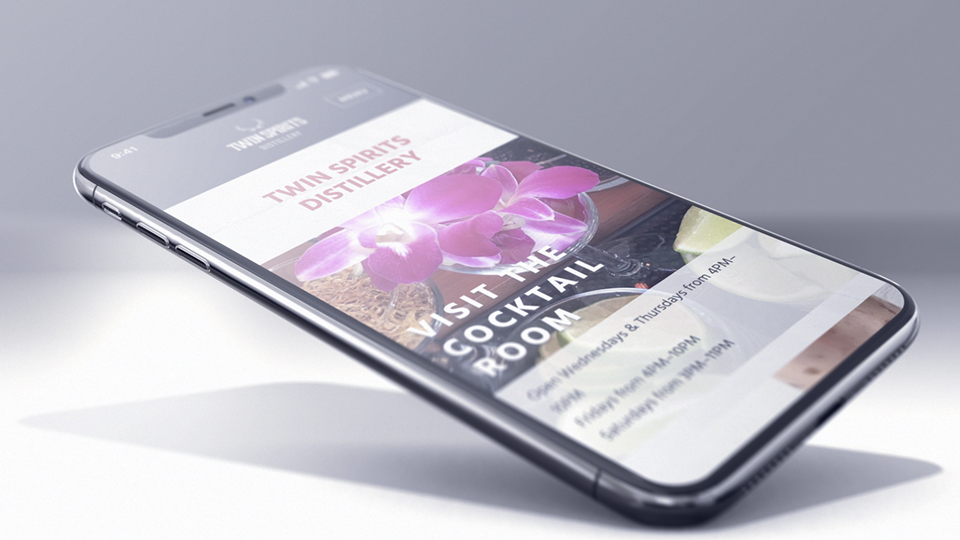 9:41
MENU
TWIN SPIRITS
DISTILLERY
TWIN SPIRITS
DISTILLERY
VISIT THE
COCKTAIL
ROOM
Open Wednesdays & Thursdays from 4PM–
10PM
Fridays from 4PM–10PM
Saturdays from 3PM–11PM